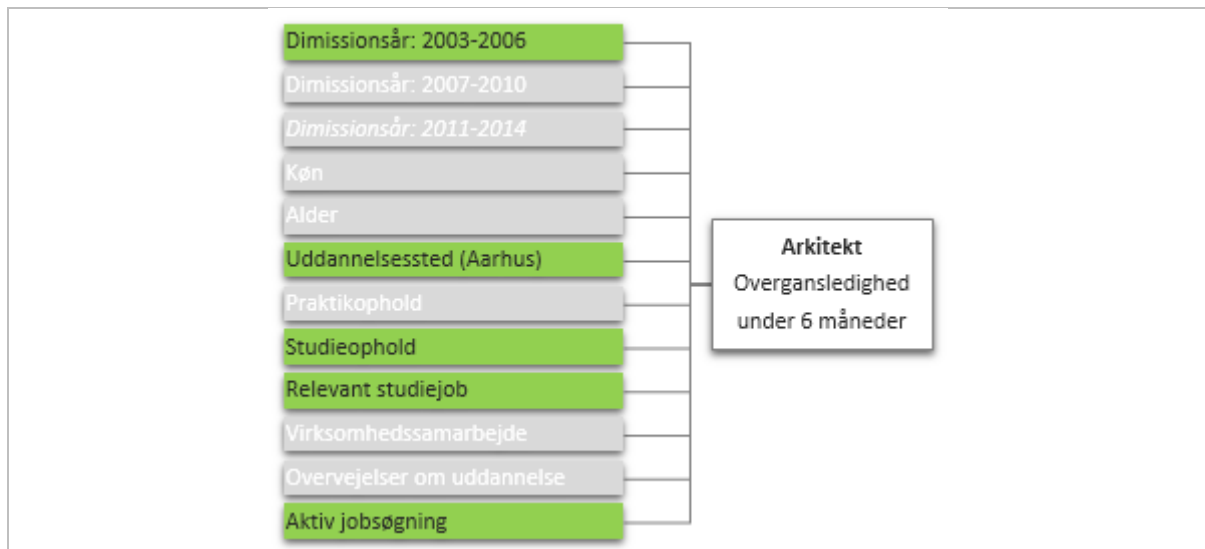 Dimissionsår: 2003-2006
Dimissionsår: 2007-2010
Dimissionsår: 2011-2014
Køn
Alder
Uddannelsessted (Aarhus)
Praktikophold
Studieophold
Relevant studiejob
Virksomhedssamarbejde
Overvejelser om uddannelse
Aktiv jobsøgning
Arkitekt
Overgansledighed
under 6 måneder